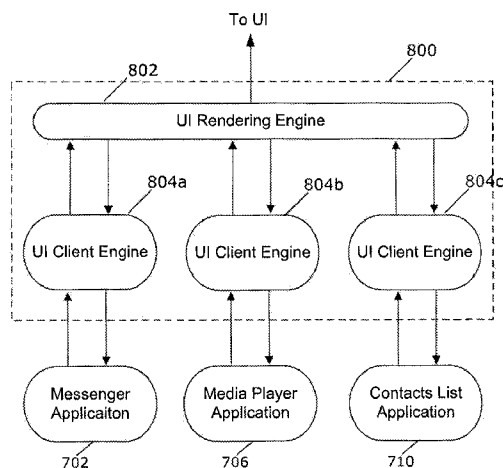 To UI
802
800
UI Rendering Engine
804a
804b
804c
UI Client Engine
UI Client Engine
UI Client Engine
Messenger
Applicaiton
Media Player
Application
Contacts List
Application
702
706
710